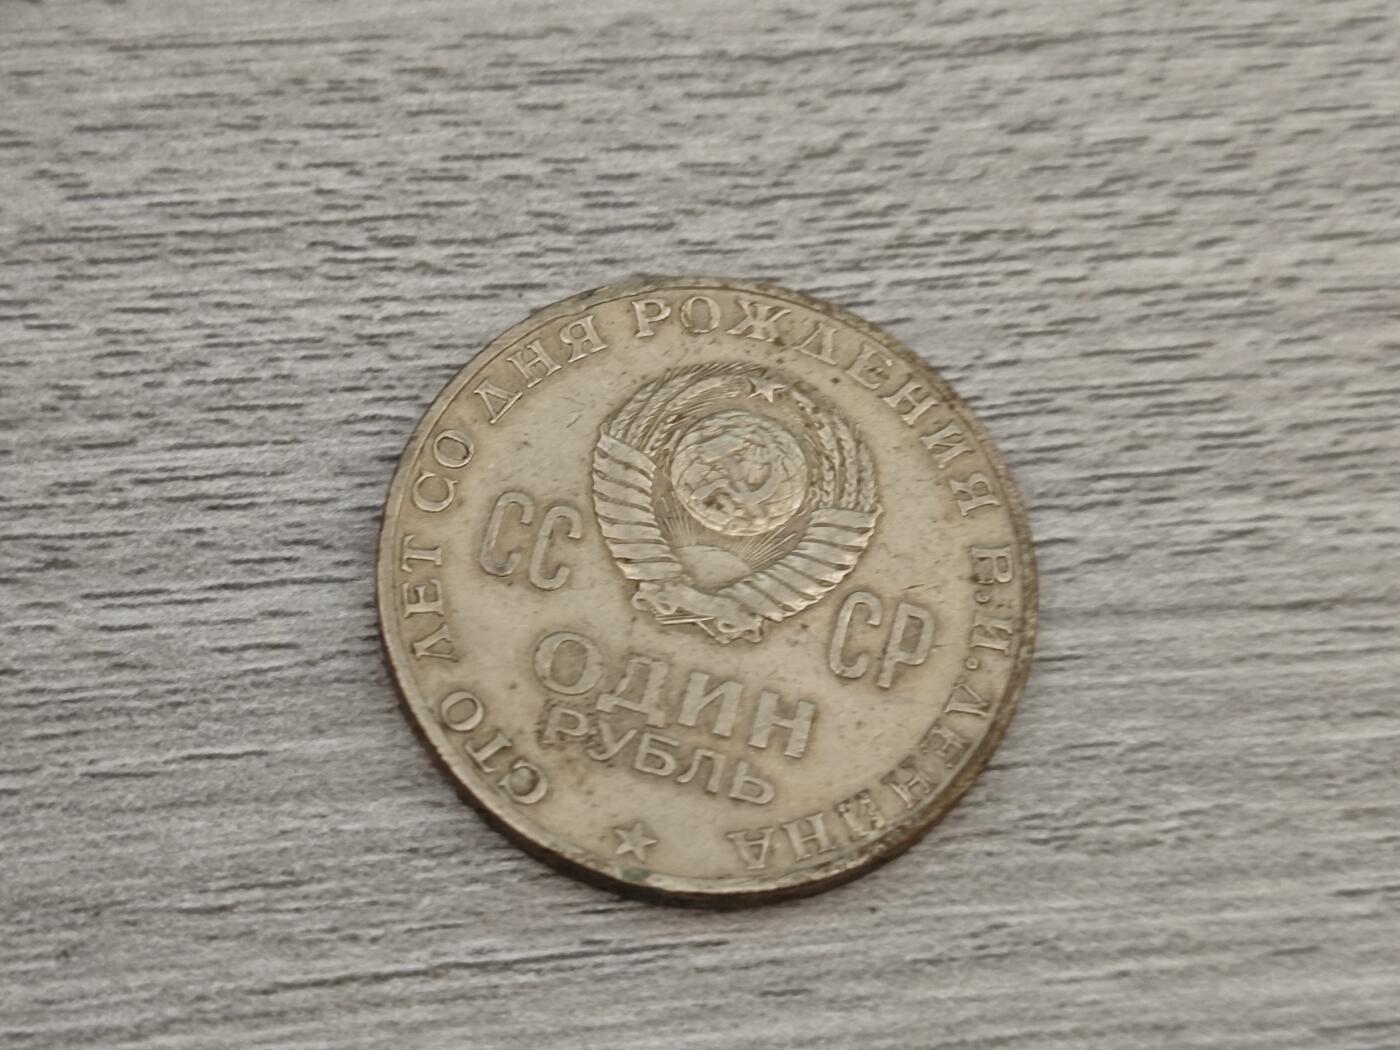 СТО ЛЕТ СО ДНЯ РОЖДЕНИЯ В.И.ЛЕНИНА
СС СР
ОДИН
РУБЛЬ